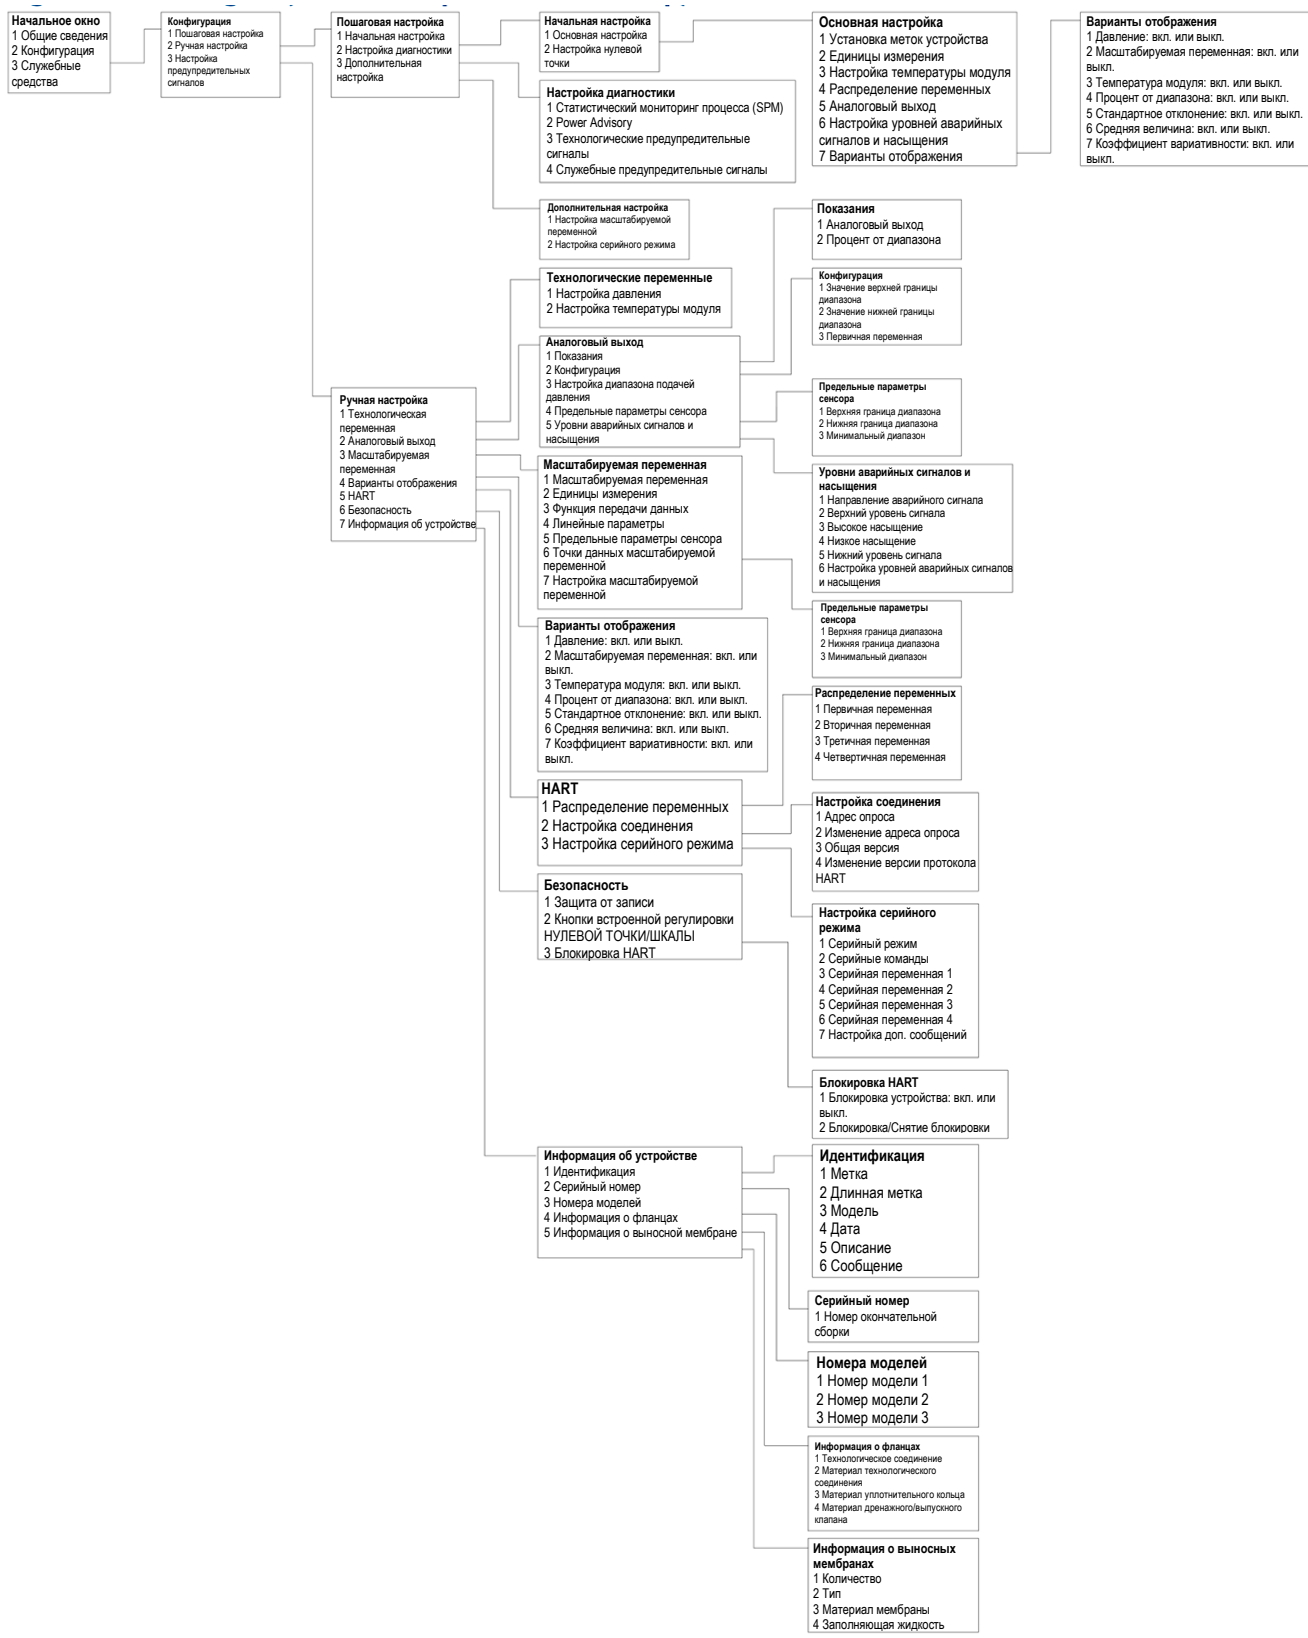 Начальное окно
1 Общие сведения
2 Конфигурация
3 Служебные
средства
Конфигурация
1 Пошаговая настройка
2 Ручная настройка
3 Настройка
предупредительных
сигналов
Пошаговая настройка
1 Начальная настройка
2 Настройка диагностики
3 Дополнительная
настройка
Начальная настройка
1 Основная настройка
2 Настройка нулевой
точки
Основная настройка
1 Установка меток устройства
2 Единицы измерения
3 Настройка температуры модуля
4 Распределение переменных
5 Аналоговый выход
6 Настройка уровней аварийных
сигналов и насыщения
7 Варианты отображения
Варианты отображения
1 Давление: вкл. или выкл.
2 Масштабируемая переменная: вкл. или
выкл.
3 Температура модуля: вкл. или выкл.
4 Процент от диапазона: вкл. или выкл.
5 Стандартное отклонение: вкл. или выкл.
6 Средняя величина: вкл. или выкл.
7 Коэффициент вариативности: вкл. или
выкл.
Настройка диагностики
1 Статистический мониторинг процесса (SPM)
2 Power Advisory
3 Технологические предупредительные
сигналы
4 Служебные предупредительные сигналы
Дополнительная настройка
1 Настройка масштабируемой
переменной
2 Настройка серийного режима
Показания
1 Аналоговый выход
2 Процент от диапазона
Технологические переменные
1 Настройка давления
2 Настройка температуры модуля
Конфигурация
1 Значение верхней границы
диапазона
2 Значение нижней границы
диапазона
3 Первичная переменная
Аналоговый выход
1 Показания
2 Конфигурация
3 Настройка диапазона подачей
давления
4 Предельные параметры сенсора
5 Уровни аварийных сигналов и
насыщения
Предельные параметры
сенсора
1 Верхняя граница диапазона
2 Нижняя граница диапазона
3 Минимальный диапазон
Ручная настройка
1 Технологическая
переменная
2 Аналоговый выход
3 Масштабируемая
переменная
4 Варианты отображения
5 HART
6 Безопасность
7 Информация об устройстве
Масштабируемая переменная
1 Масштабируемая переменная
2 Единицы измерения
3 Функция передачи данных
4 Линейные параметры
5 Предельные параметры сенсора
6 Точки данных масштабируемой
переменной
7 Настройка масштабируемой
переменной
Уровни аварийных сигналов и
насыщения
1 Направление аварийного сигнала
2 Верхний уровень сигнала
3 Высокое насыщение
4 Низкое насыщение
5 Нижний уровень сигнала
6 Настройка уровней аварийных сигналов
и насыщения
Предельные параметры
сенсора
1 Верхняя граница диапазона
2 Нижняя граница диапазона
3 Минимальный диапазон
Варианты отображения
1 Давление: вкл. или выкл.
2 Масштабируемая переменная: вкл. или
выкл.
3 Температура модуля: вкл. или выкл.
4 Процент от диапазона: вкл. или выкл.
5 Стандартное отклонение: вкл. или выкл.
6 Средняя величина: вкл. или выкл.
7 Коэффициент вариативности: вкл. или
выкл.
Распределение переменных
1 Первичная переменная
2 Вторичная переменная
3 Третичная переменная
4 Четвертичная переменная
HART
1 Распределение переменных
2 Настройка соединения
3 Настройка серийного режима
Настройка соединения
1 Адрес опроса
2 Изменение адреса опроса
3 Общая версия
4 Изменение версии протокола
HART
Безопасность
1 Защита от записи
2 Кнопки встроенной регулировки
НУЛЕВОЙ ТОЧКИ/ШКАЛЫ
3 Блокировка HART
Настройка серийного
режима
1 Серийный режим
2 Серийные команды
3 Серийная переменная 1
4 Серийная переменная 2
5 Серийная переменная 3
6 Серийная переменная 4
7 Настройка доп. сообщений
Блокировка HART
1 Блокировка устройства: вкл. или
выкл.
2 Блокировка/Снятие блокировки
Информация об устройстве
1 Идентификация
2 Серийный номер
3 Номера моделей
4 Информация о фланцах
5 Информация о выносной мембране
Идентификация
1 Метка
2 Длинная метка
3 Модель
4 Дата
5 Описание
6 Сообщение
Серийный номер
1 Номер окончательной
сборки
Номера моделей
1 Номер модели 1
2 Номер модели 2
3 Номер модели 3
Информация о фланцах
1 Технологическое соединение
2 Материал технологического
соединения
3 Материал уплотнительного кольца
4 Материал дренажного/выпускного
клапана
Информация о выносных
мембранах
1 Количество
2 Тип
3 Материал мембраны
4 Заполняющая жидкость